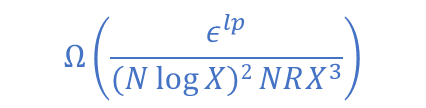 Ω(ϵ^{lp} / ((N log X)^2 NRX^3))